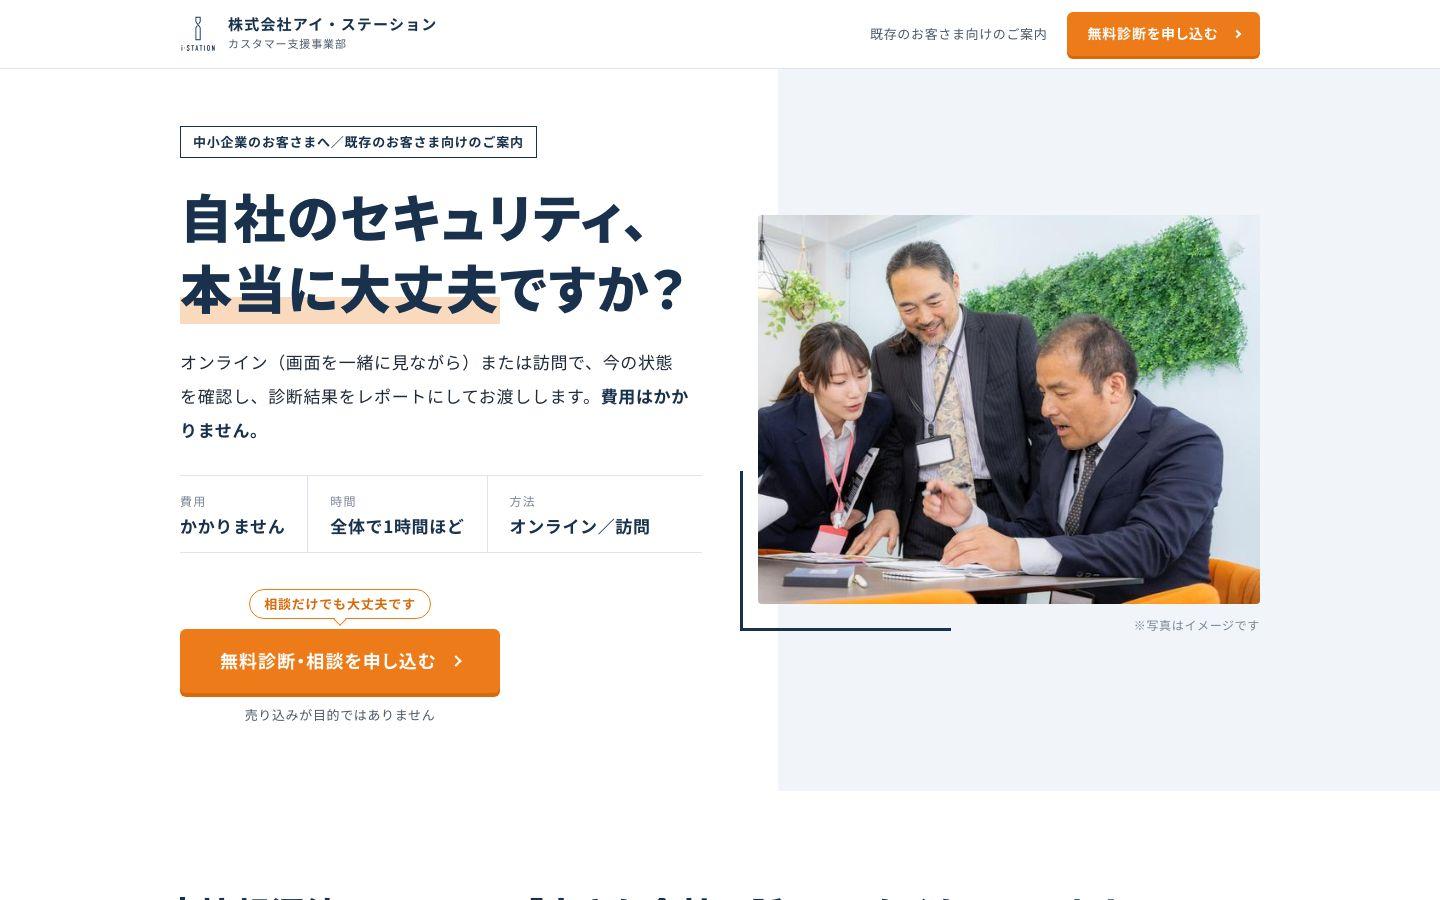 i-STATION
株式会社アイ・ステーション
カスタマー支援事業部
既存のお客さま向けのご案内
無料診断を申し込む
中小企業のお客さまへ／既存のお客さま向けのご案内
自社のセキュリティ、
本当に大丈夫ですか？
オンライン（画面を一緒に見ながら）または訪問で、今の状態
を確認し、診断結果をレポートにしてお渡しします。費用はかか
りません。
費用
かかりません
時間
全体で1時間ほど
方法
オンライン／訪問
相談だけでも大丈夫です
無料診断・相談を申し込む
売り込みが目的ではありません
※写真はイメージです